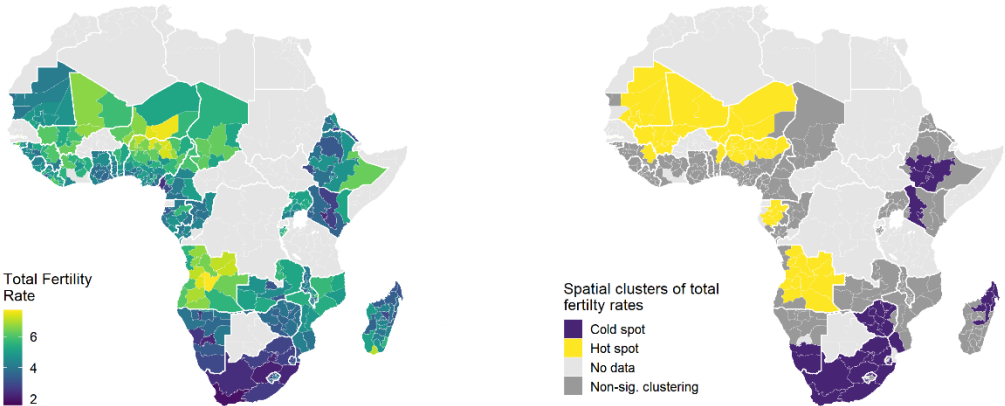 Total Fertility
Rate
6
4
2
Spatial clusters of total
fertilty rates
Cold spot
Hot spot
No data
Non-sig. clustering